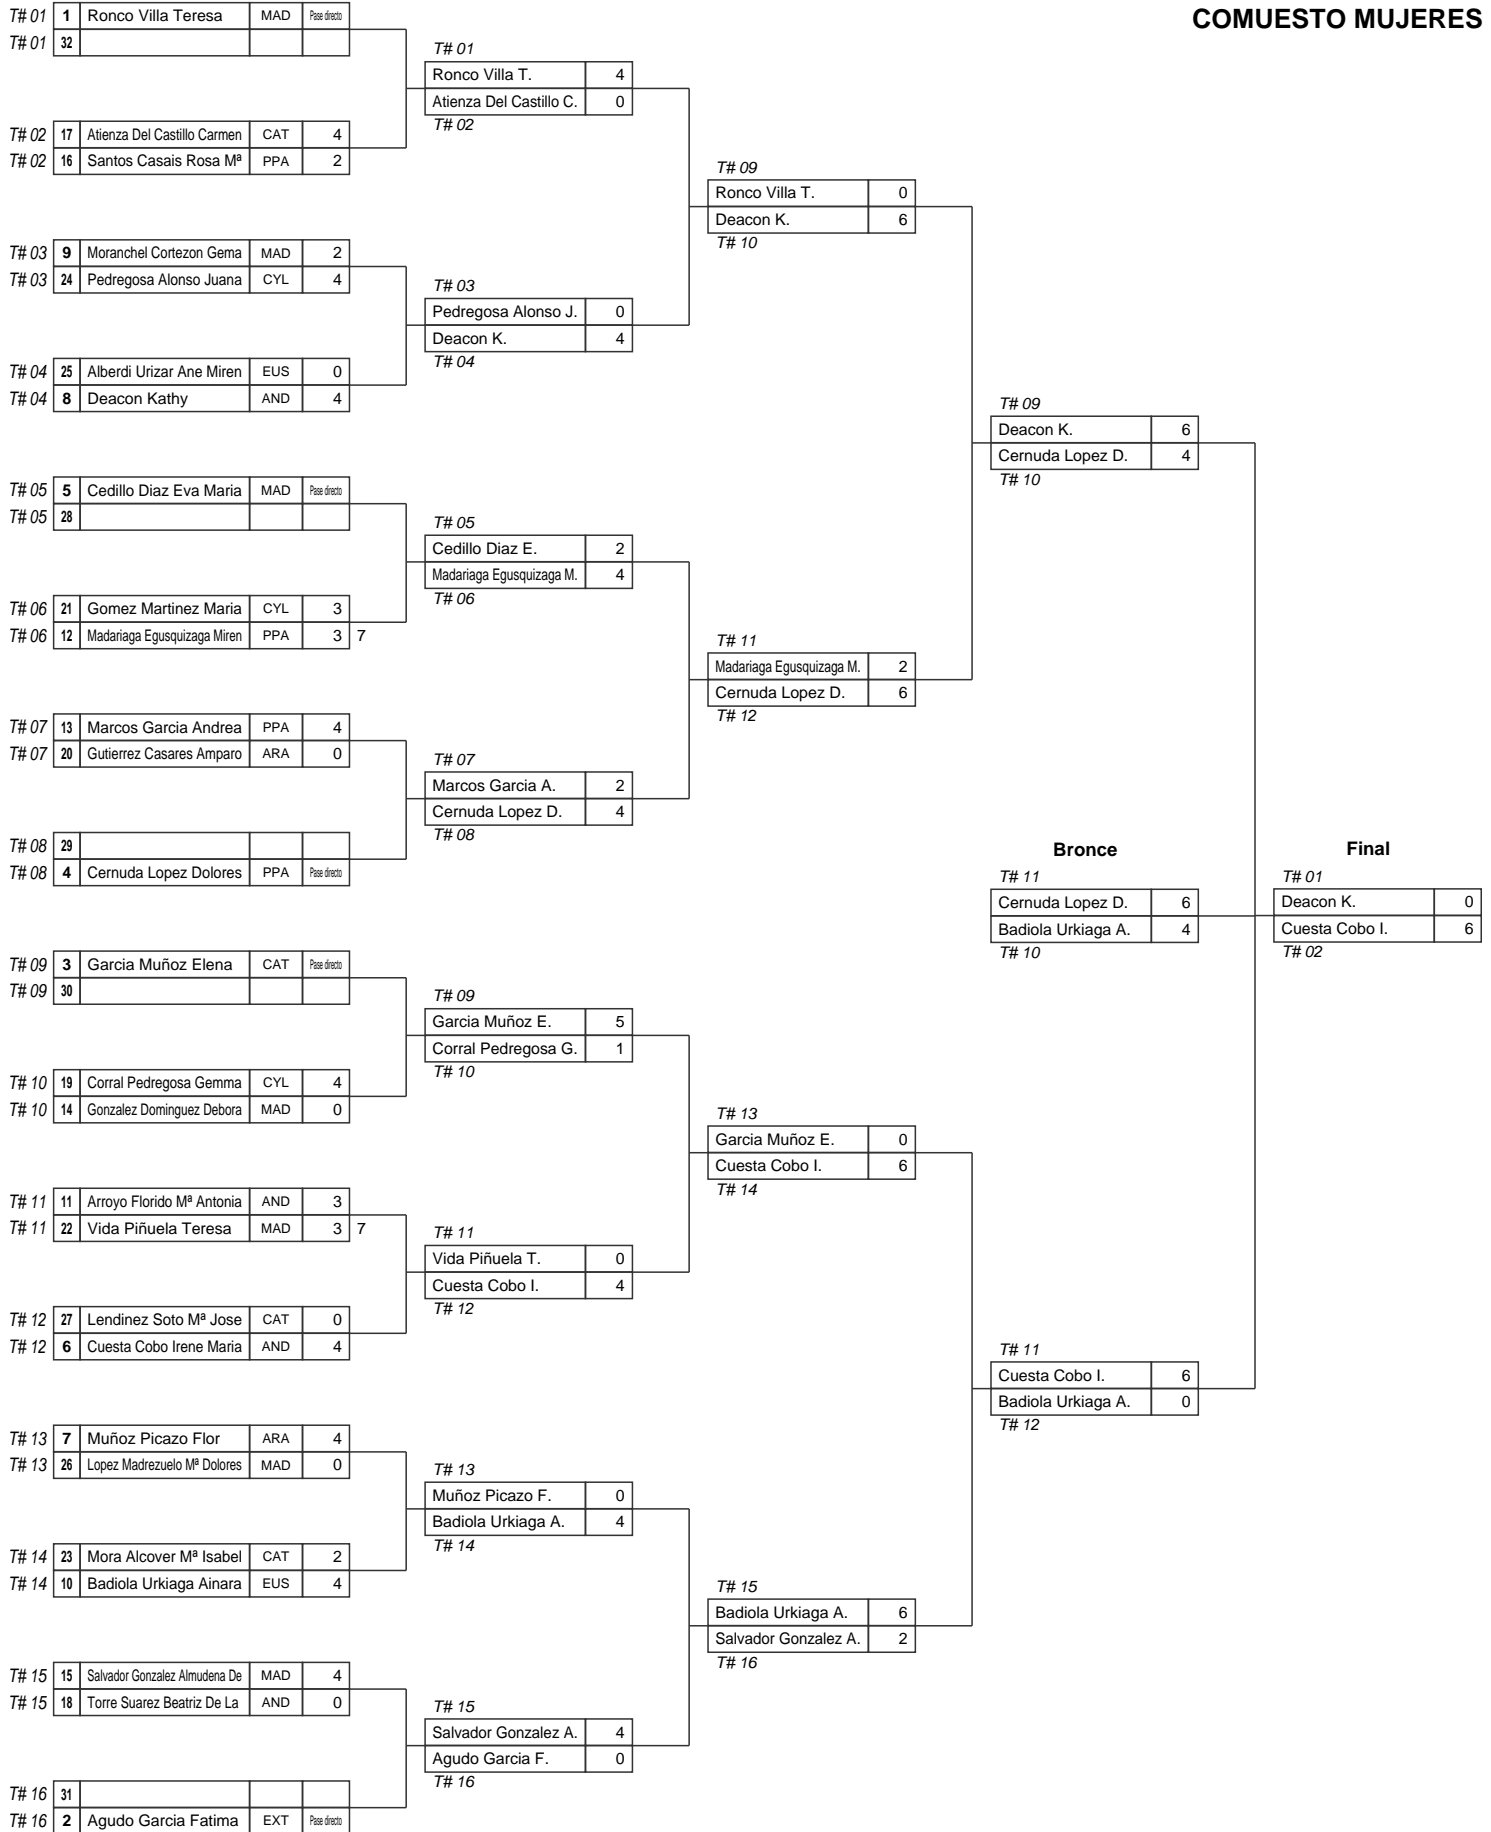 COMUESTO MUJERES
T# 01 1 Ronco Villa Teresa MAD Pase directo
T# 01 32
T# 02 17 Atienza Del Castillo Carmen CAT 4
T# 02 16 Santos Casais Rosa Mª PPA 2
T# 03 9 Moranchel Cortezon Gema MAD 2
T# 03 24 Pedregosa Alonso Juana CYL 4
T# 04 25 Alberdi Urizar Ane Miren EUS 0
T# 04 8 Deacon Kathy AND 4
T# 05 5 Cedillo Diaz Eva Maria MAD Pase directo
T# 05 28
T# 06 21 Gomez Martinez Maria CYL 3
T# 06 12 Madariaga Egusquizaga Miren PPA 3 7
T# 07 13 Marcos Garcia Andrea PPA 4
T# 07 20 Gutierrez Casares Amparo ARA 0
T# 08 29
T# 08 4 Cernuda Lopez Dolores PPA Pase directo
T# 09 3 Garcia Muñoz Elena CAT Pase directo
T# 09 30
T# 10 19 Corral Pedregosa Gemma CYL 4
T# 10 14 Gonzalez Dominguez Debora MAD 0
T# 11 11 Arroyo Florido Mª Antonia AND 3
T# 11 22 Vida Piñuela Teresa MAD 3 7
T# 12 27 Lendinez Soto Mª Jose CAT 0
T# 12 6 Cuesta Cobo Irene Maria AND 4
T# 13 7 Muñoz Picazo Flor ARA 4
T# 13 26 Lopez Madrezuelo Mª Dolores MAD 0
T# 14 23 Mora Alcover Mª Isabel CAT 2
T# 14 10 Badiola Urkiaga Ainara EUS 4
T# 15 15 Salvador Gonzalez Almudena De MAD 4
T# 15 18 Torre Suarez Beatriz De La AND 0
T# 16 31
T# 16 2 Agudo Garcia Fatima EXT Pase directo
T# 01
Ronco Villa T. 4
Atienza Del Castillo C. 0
T# 02
T# 03
Pedregosa Alonso J. 0
Deacon K. 4
T# 04
T# 05
Cedillo Diaz E. 2
Madariaga Egusquizaga M. 4
T# 06
T# 07
Marcos Garcia A. 2
Cernuda Lopez D. 4
T# 08
T# 09
Garcia Muñoz E. 5
Corral Pedregosa G. 1
T# 10
T# 11
Vida Piñuela T. 0
Cuesta Cobo I. 4
T# 12
T# 13
Muñoz Picazo F. 0
Badiola Urkiaga A. 4
T# 14
T# 15
Salvador Gonzalez A. 4
Agudo Garcia F. 0
T# 16
T# 09
Ronco Villa T. 0
Deacon K. 6
T# 10
T# 11
Madariaga Egusquizaga M. 2
Cernuda Lopez D. 6
T# 12
T# 13
Garcia Muñoz E. 0
Cuesta Cobo I. 6
T# 14
T# 15
Badiola Urkiaga A. 6
Salvador Gonzalez A. 2
T# 16
T# 09
Deacon K. 6
Cernuda Lopez D. 4
T# 10
Bronce
T# 11
Cernuda Lopez D. 6
Badiola Urkiaga A. 4
T# 10
T# 11
Cuesta Cobo I. 6
Badiola Urkiaga A. 0
T# 12
Final
T# 01
Deacon K. 0
Cuesta Cobo I. 6
T# 02